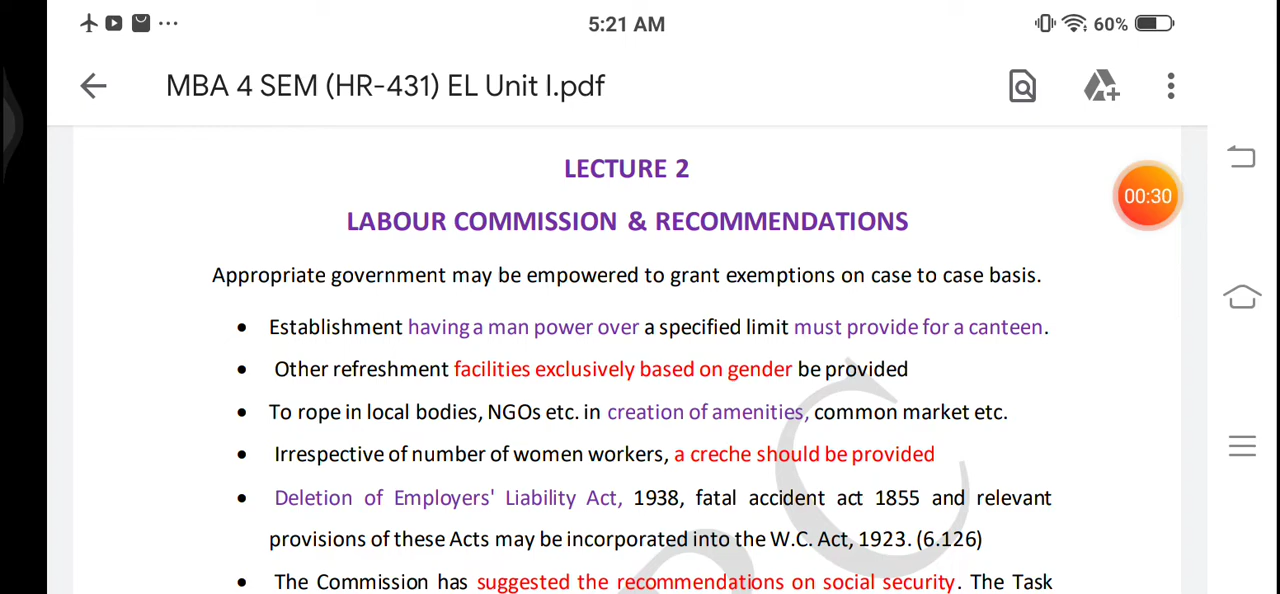 5:21 AM
60%
MBA 4 SEM (HR-431) EL Unit I.pdf
LECTURE 2
00:30
LABOUR COMMISSION & RECOMMENDATIONS
Appropriate government may be empowered to grant exemptions on case to case basis.
• Establishment having a man power over a specified limit must provide for a canteen.
• Other refreshment facilities exclusively based on gender be provided
• To rope in local bodies, NGOs etc. in creation of amenities, common market etc.
• Irrespective of number of women workers, a creche should be provided
• Deletion of Employers' Liability Act, 1938, fatal accident act 1855 and relevant
provisions of these Acts may be incorporated into the W.C. Act, 1923. (6.126)
• The Commission has suggested the recommendations on social security. The Task